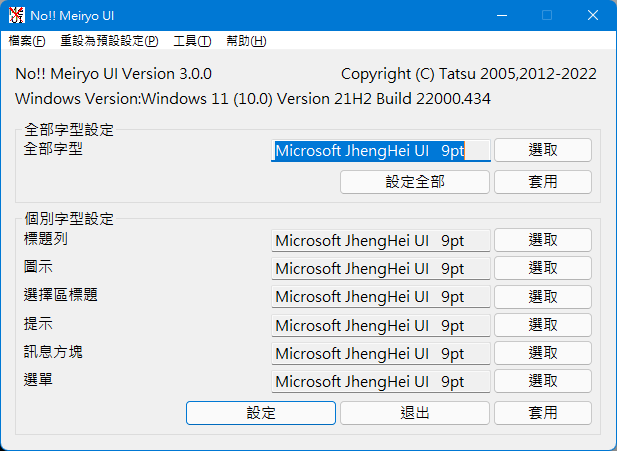 No!! Meiryo UI
檔案(F) 重設為預設設定(P) 工具(T) 幫助(H)
No!! Meiryo UI Version 3.0.0 Copyright (C) Tatsu 2005,2012-2022
Windows Version:Windows 11 (10.0) Version 21H2 Build 22000.434
全部字型設定
全部字型 Microsoft JhengHei UI 9pt 選取
設定全部 套用
個別字型設定
標題列 Microsoft JhengHei UI 9pt 選取
圖示 Microsoft JhengHei UI 9pt 選取
選擇區標題 Microsoft JhengHei UI 9pt 選取
提示 Microsoft JhengHei UI 9pt 選取
訊息方塊 Microsoft JhengHei UI 9pt 選取
選單 Microsoft JhengHei UI 9pt 選取
設定 退出 套用